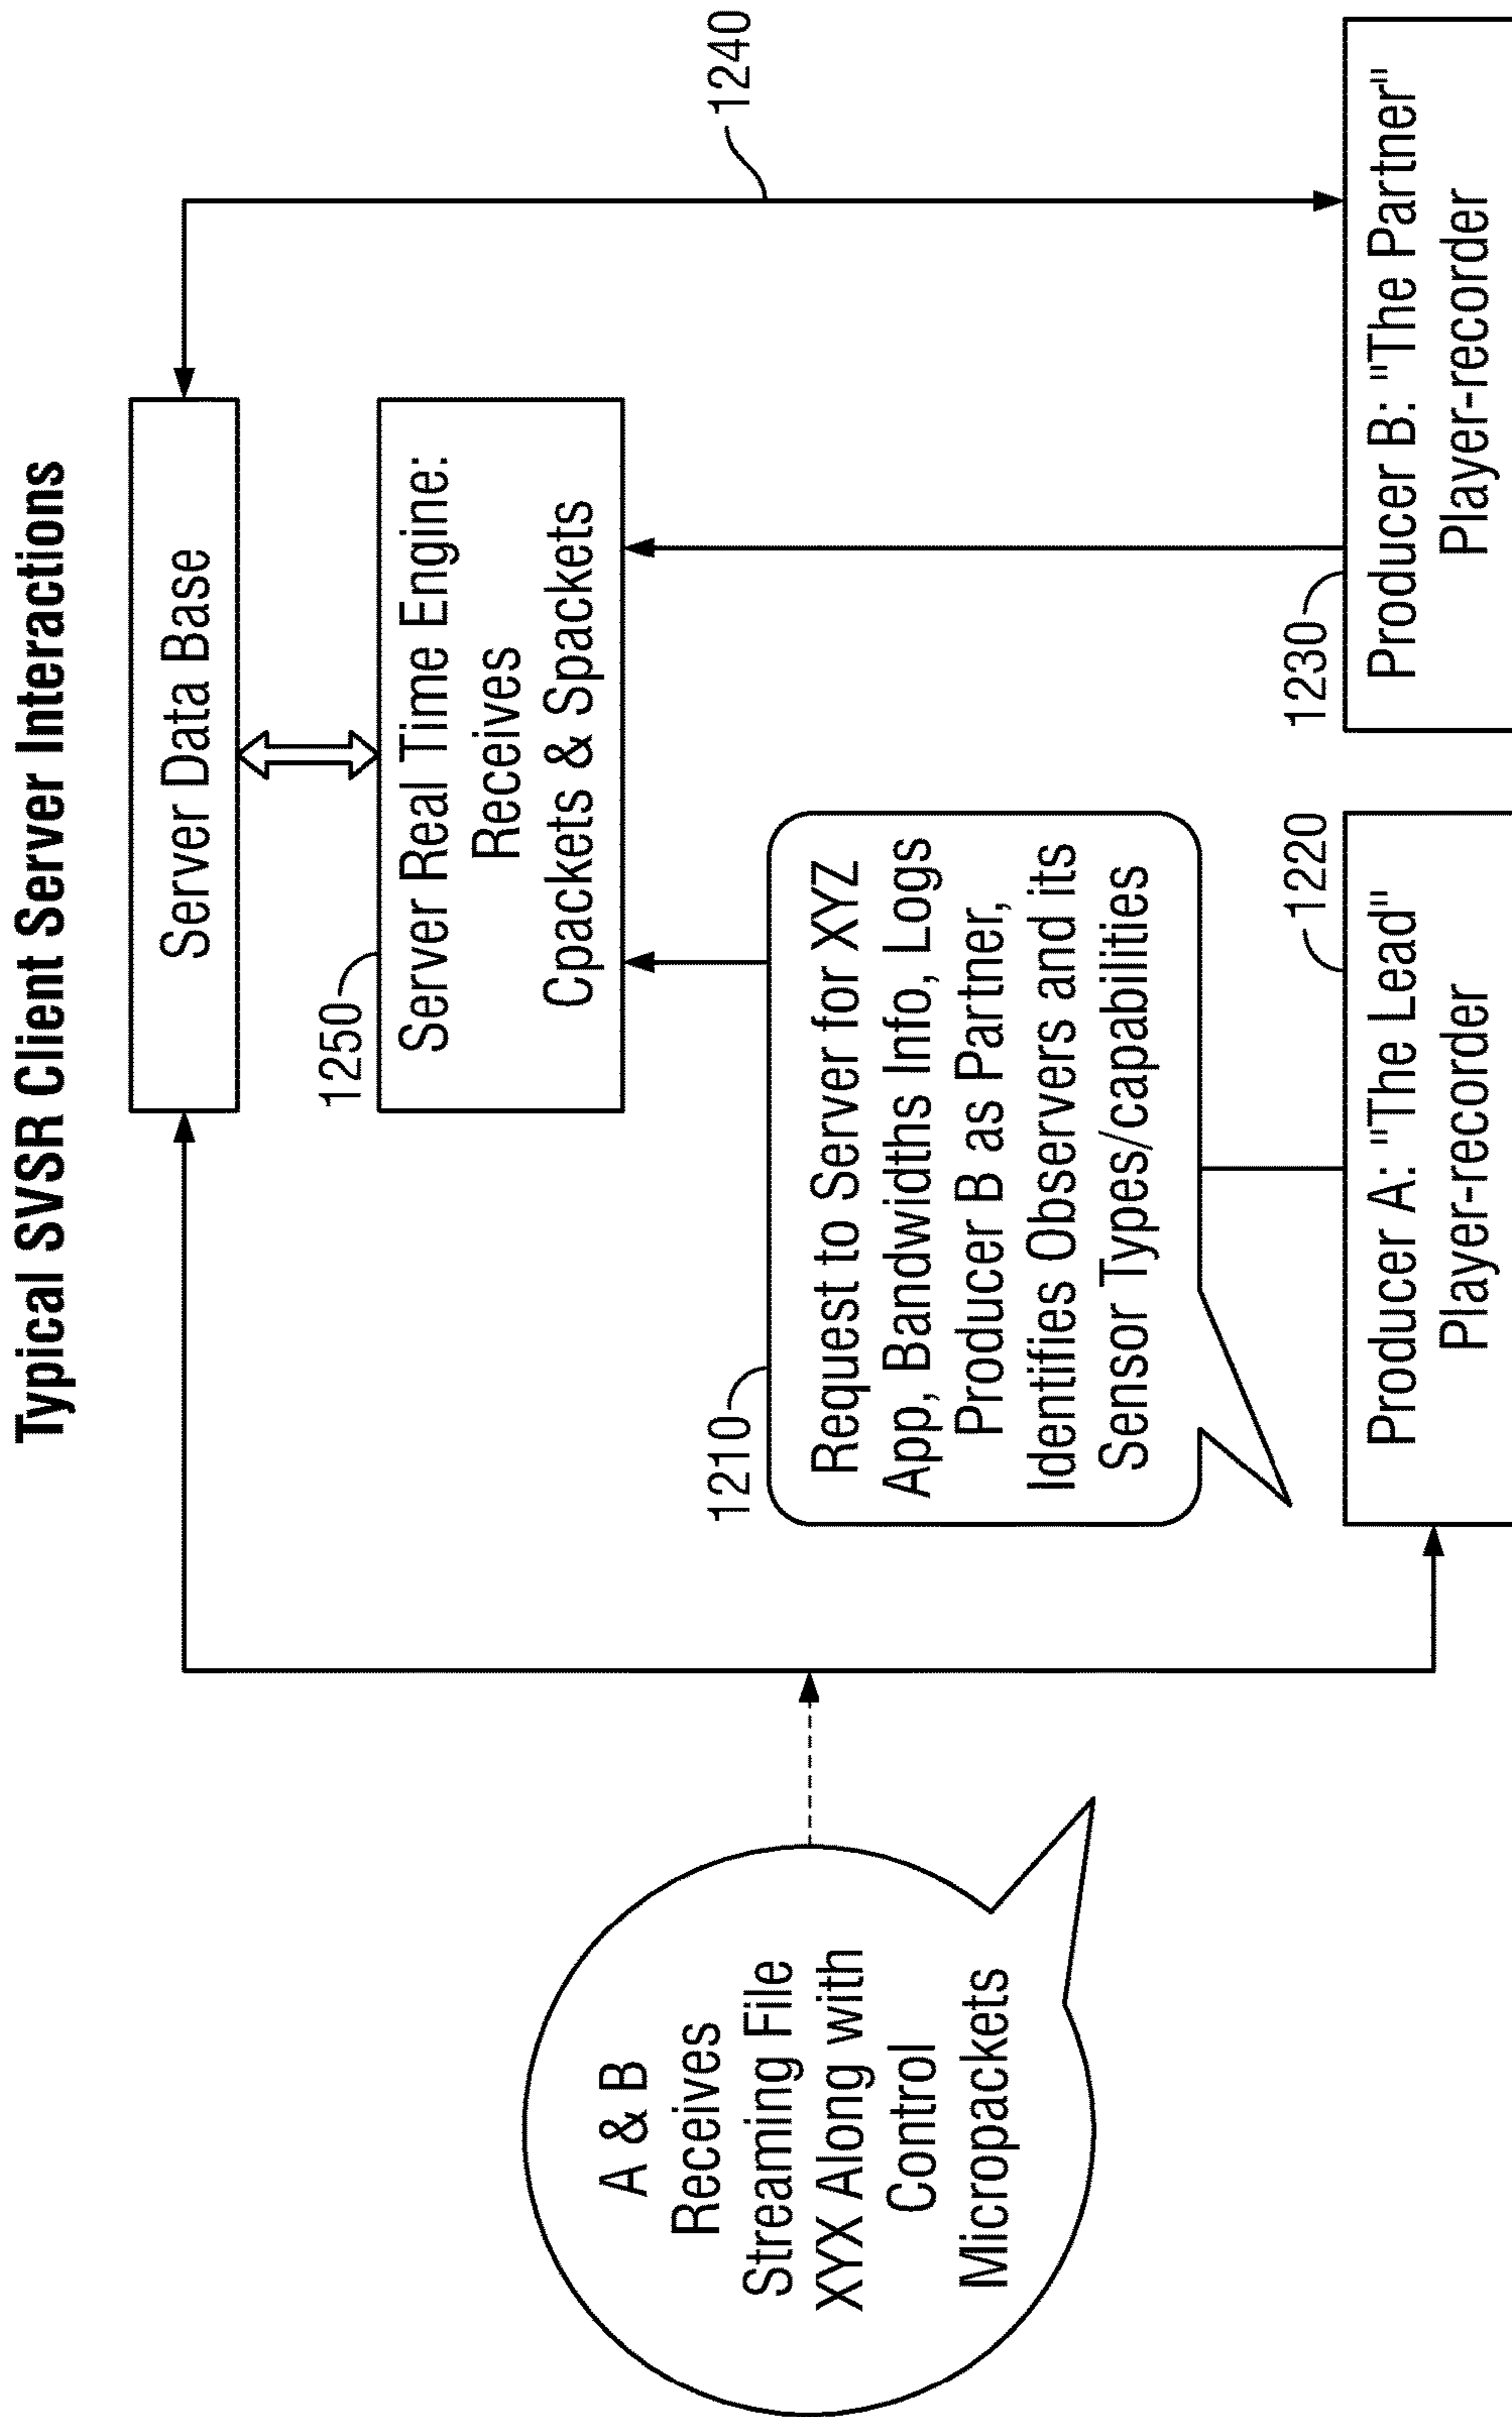 Typical SVSR Client Server Interactions
Server Data Base
1250
Server Real Time Engine:
Receives
Cpackets & Spackets
1240
1210
Request to Server for XYZ
App, Bandwidths Info, Logs
Producer B as Partner,
Identifies Observers and its
Sensor Types/capabilities
A & B
Receives
Streaming File
XYX Along with
Control
Micropackets
1220
Producer A: "The Lead"
Player-recorder
1230
Producer B: "The Partner"
Player-recorder